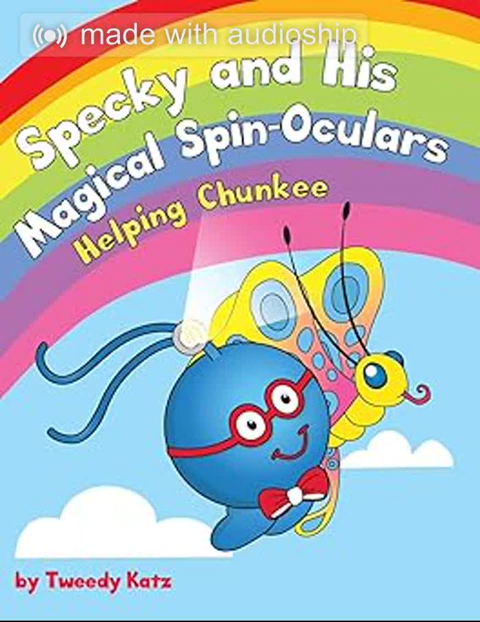 made with audioship
Specky and His
Magical Spin-Oculars
Helping Chunkee
by Tweedy Katz